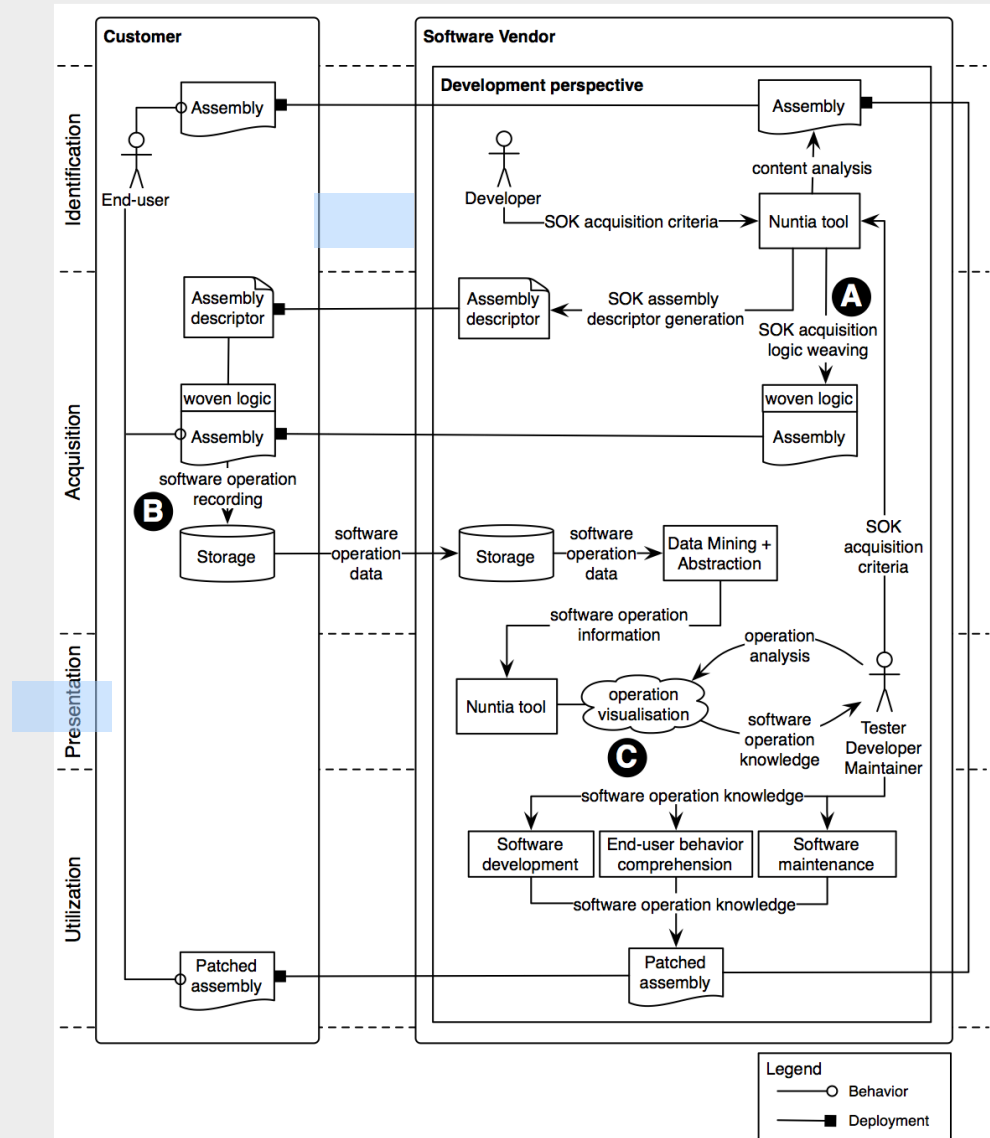 Customer
Software Vendor
Development perspective
Identification
Assembly
Assembly
End-user
Developer
content analysis
SOK acquisition criteria
Nuntia tool
Acquisition
Assembly
descriptor
Assembly
descriptor
SOK assembly
descriptor generation
A
SOK acquisition
logic weaving
woven logic
Assembly
woven logic
Assembly
software operation
recording
B
Storage
software
operation
data
Storage
software
operation
data
Data Mining +
Abstraction
SOK
acquisition
criteria
software operation
information
Presentation
Nuntia tool
operation
visualisation
operation
analysis
software
operation
knowledge
C
Tester
Developer
Maintainer
Utilization
software operation knowledge
Software
development
End-user behavior
comprehension
Software
maintenance
software operation knowledge
Patched
assembly
Patched
assembly
Legend
Behavior
Deployment